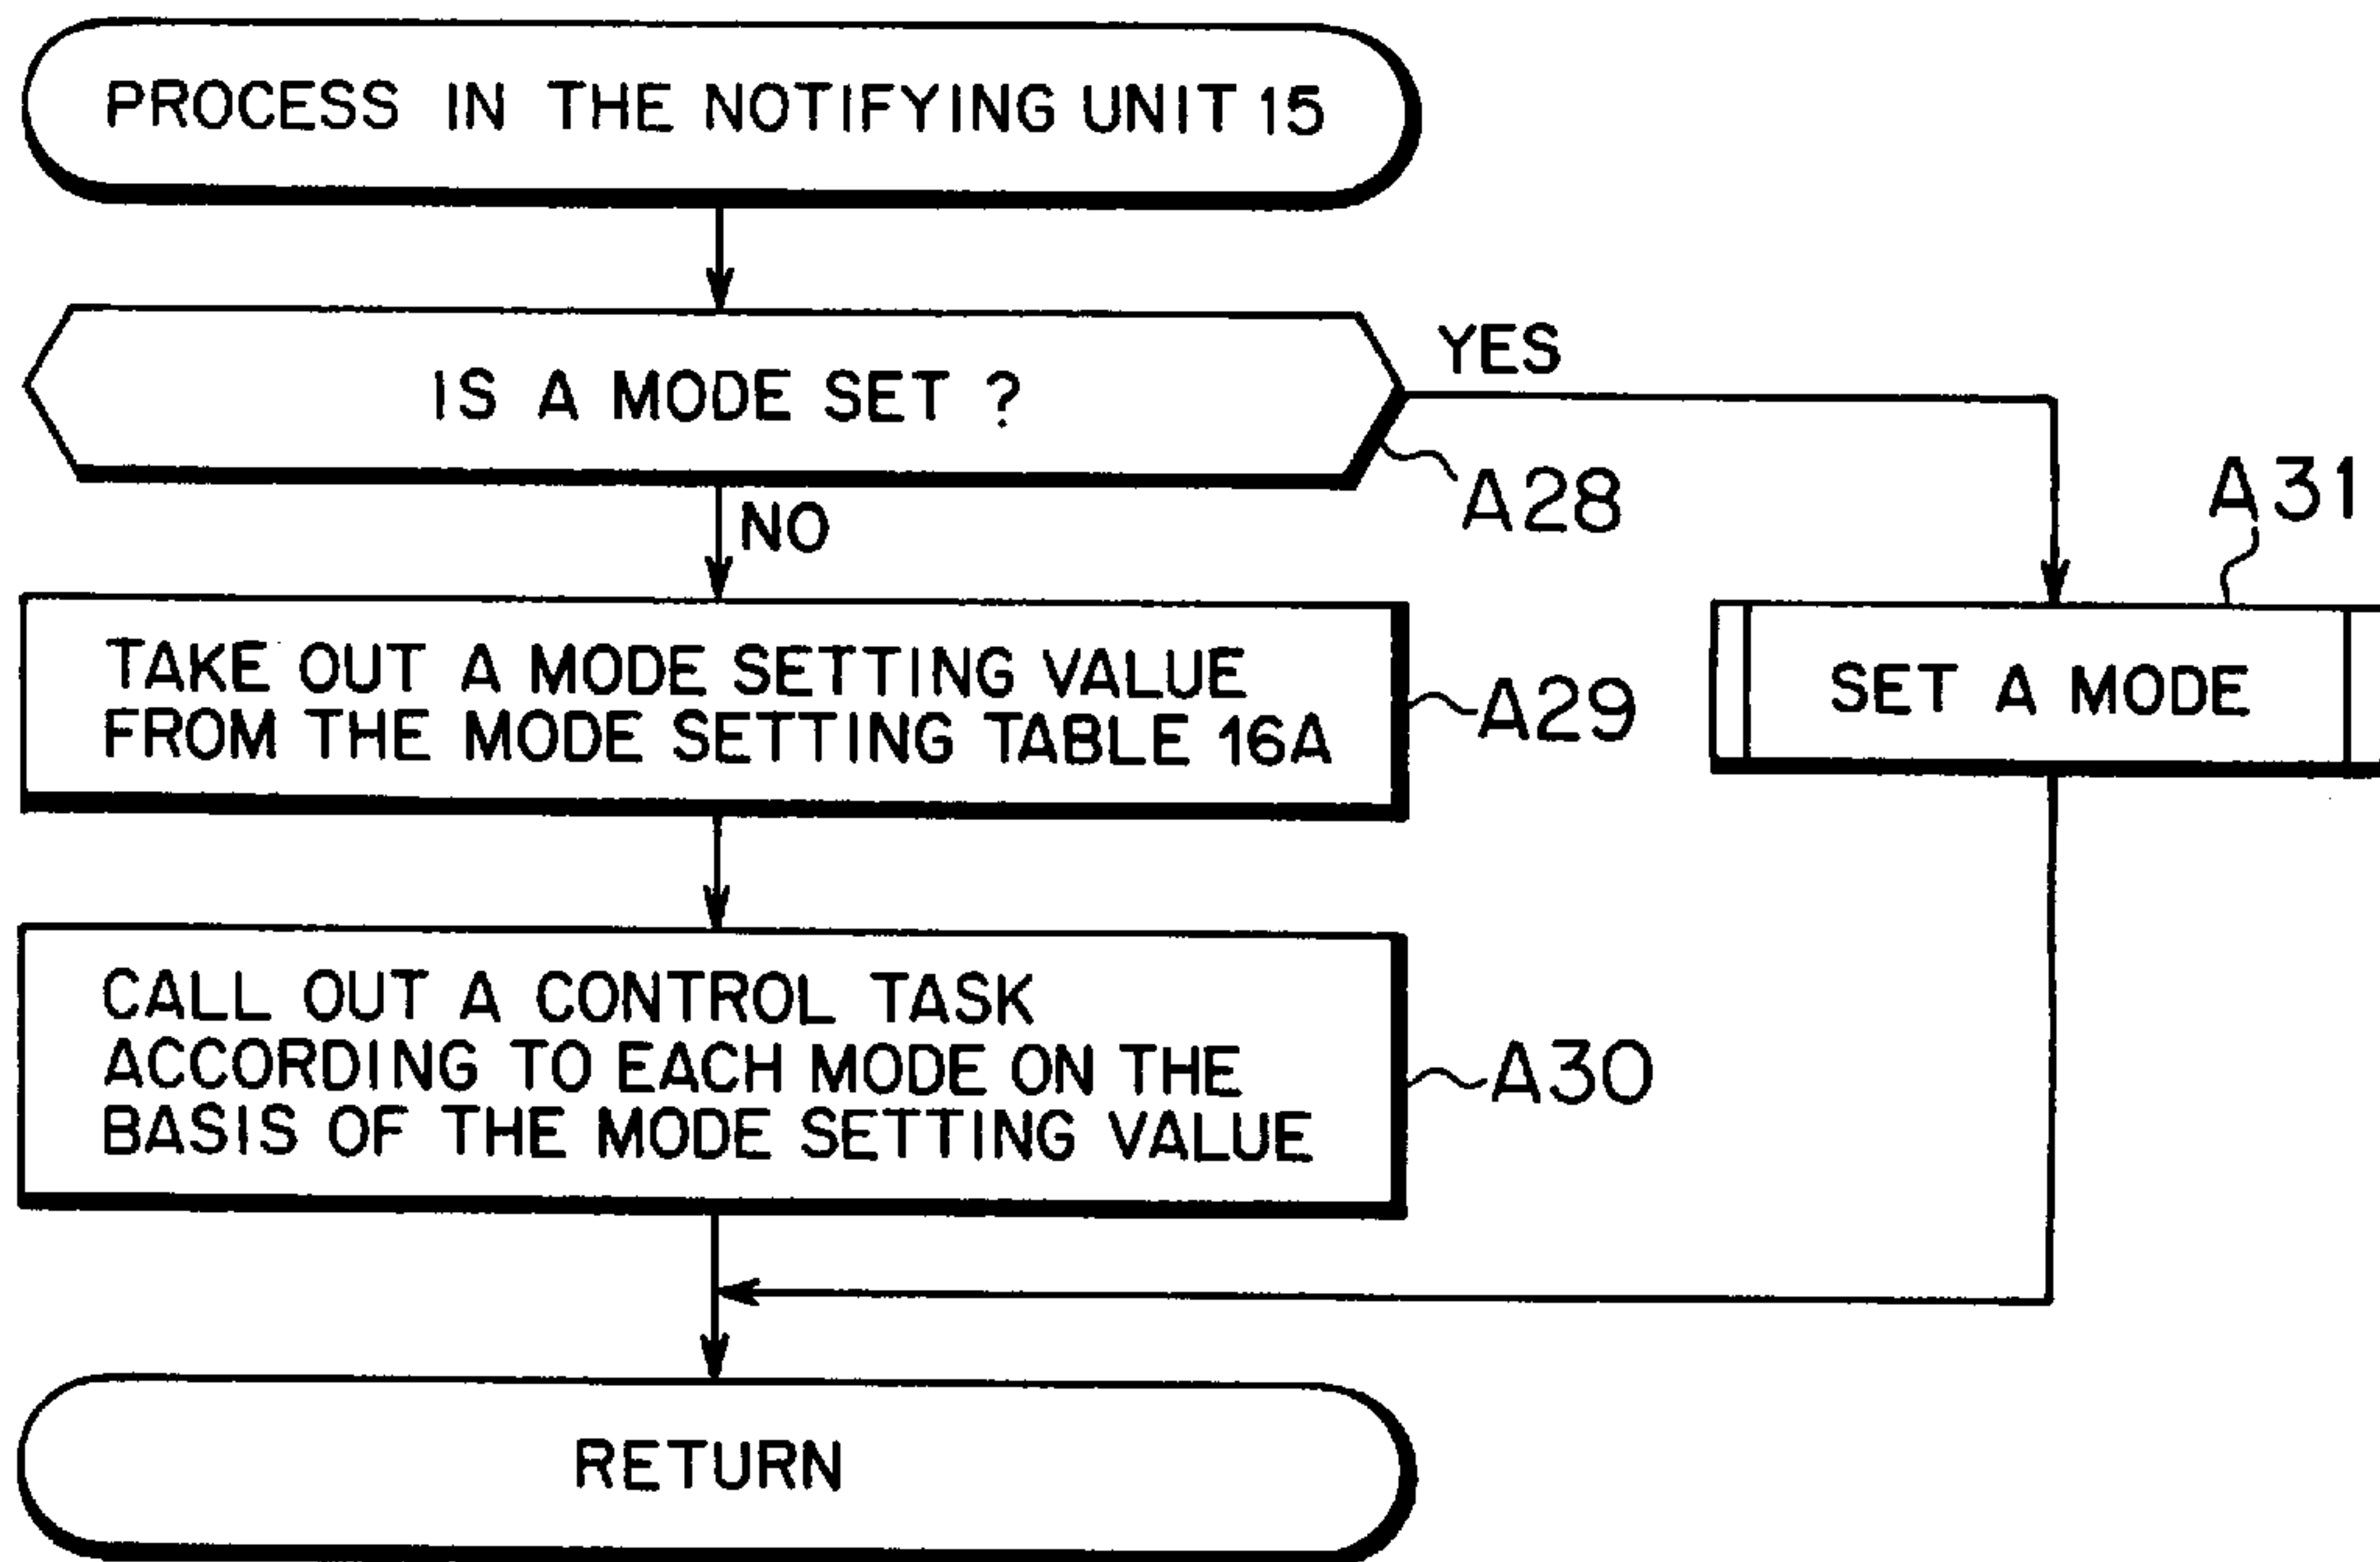 PROCESS IN THE NOTIFYING UNIT 15
IS A MODE SET ?
YES
A28
NO
A31
TAKE OUT A MODE SETTING VALUE
FROM THE MODE SETTING TABLE 16A
A29
SET A MODE
CALL OUT A CONTROL TASK
ACCORDING TO EACH MODE ON THE
BASIS OF THE MODE SETTING VALUE
A30
RETURN